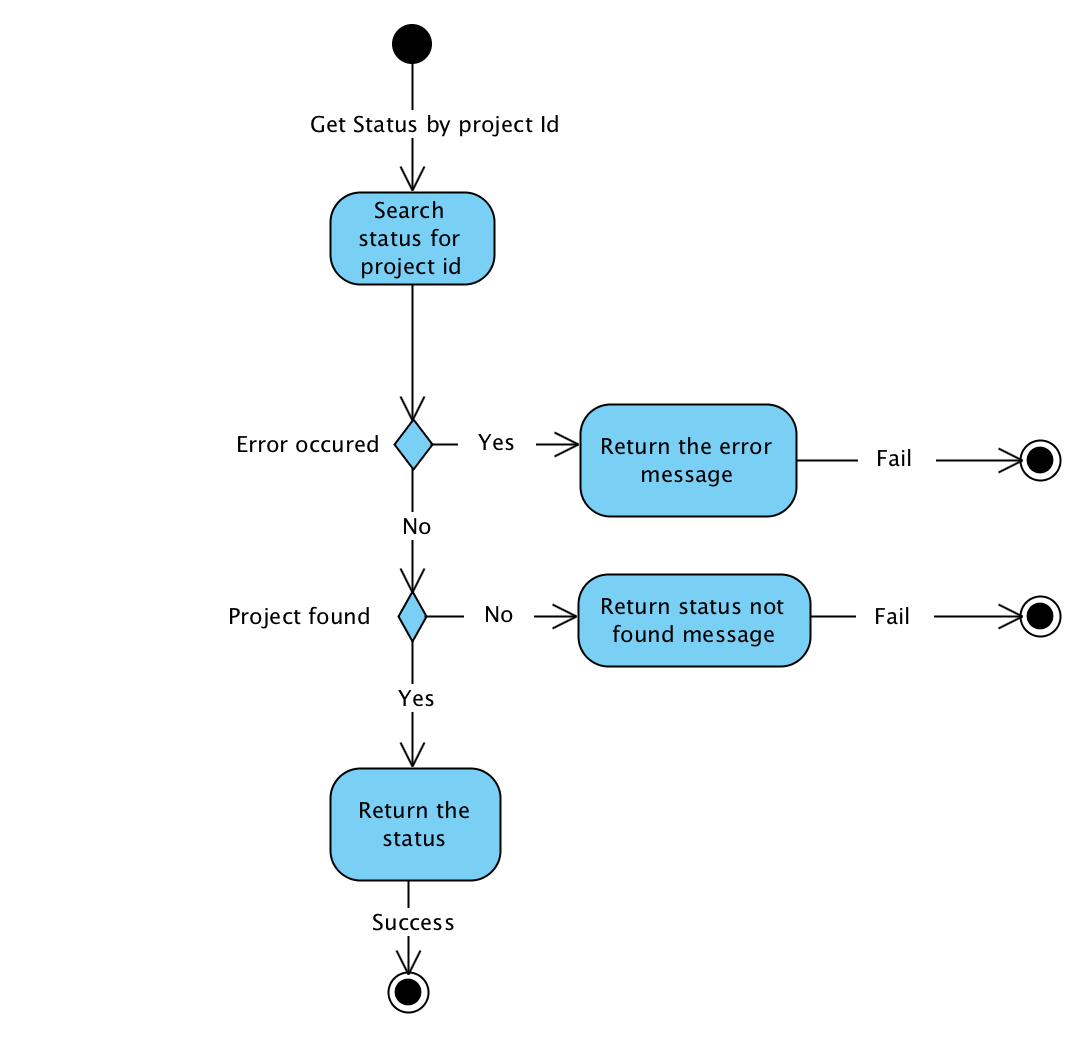 Get Status by project Id
Search
status for
project id
Error occured
Yes
Return the error
message
Fail
No
Project found
No
Return status not
found message
Fail
Yes
Return the
status
Success